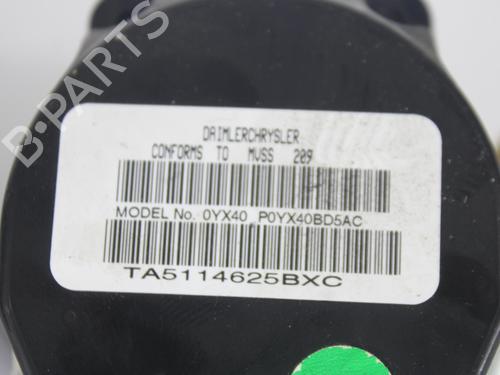 B-PARTS
DAIMLERCHRYSLER
CONFORMS TO MVSS 209
MODEL No. 0YX40 P0YX40BD5AC
TA5114625BXC